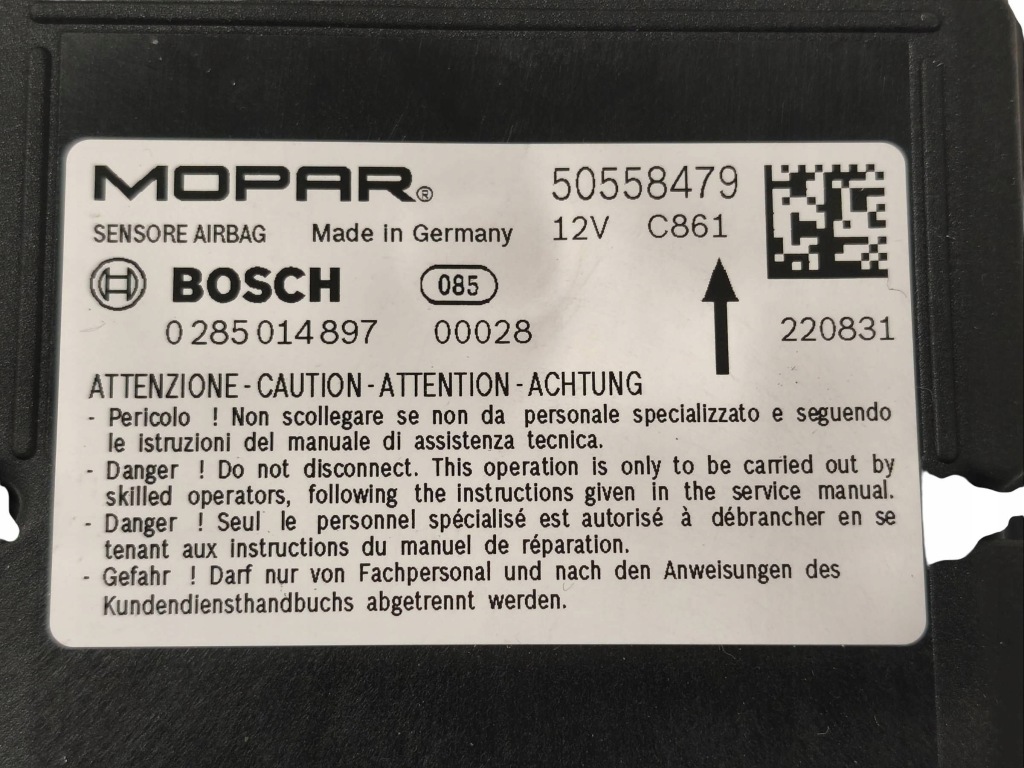 MOPAR® 50558479
SENSORE AIRBAG Made in Germany 12V C861
BOSCH 085
0 285 014 897 00028 220831
ATTENZIONE - CAUTION - ATTENTION - ACHTUNG
- Pericolo ! Non scollegare se non da personale specializzato e seguendo
le istruzioni del manuale di assistenza tecnica.
- Danger ! Do not disconnect. This operation is only to be carried out by
skilled operators, following the instructions given in the service manual.
- Danger ! Seul le personnel spécialisé est autorisé à débrancher en se
tenant aux instructions du manuel de réparation.
- Gefahr ! Darf nur von Fachpersonal und nach den Anweisungen des
Kundendiensthandbuchs abgetrennt werden.